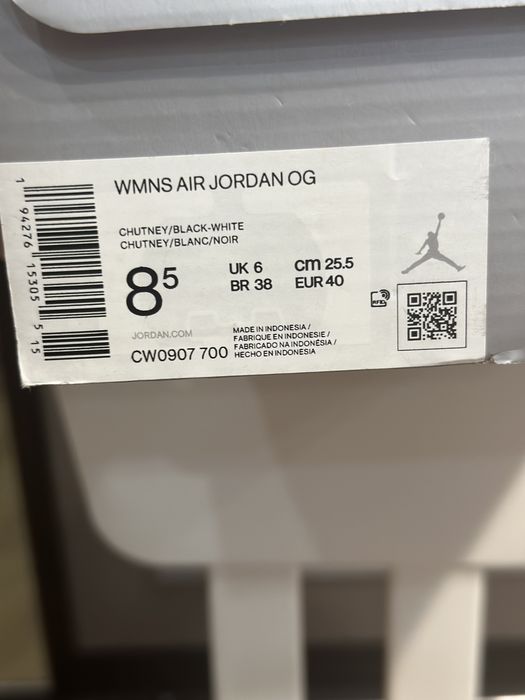 WMNS AIR JORDAN OG
CHUTNEY/BLACK-WHITE
CHUTNEY/BLANC/NOIR
8⁵
UK 6 cm 25.5
BR 38 EUR 40
JORDAN.COM
CW0907 700
MADE IN INDONESIA /
FABRIQUE EN INDONESIE /
FABRICADO NA INDONÉSIA /
HECHO EN INDONESIA
RFID
1 94276 15305 5 15